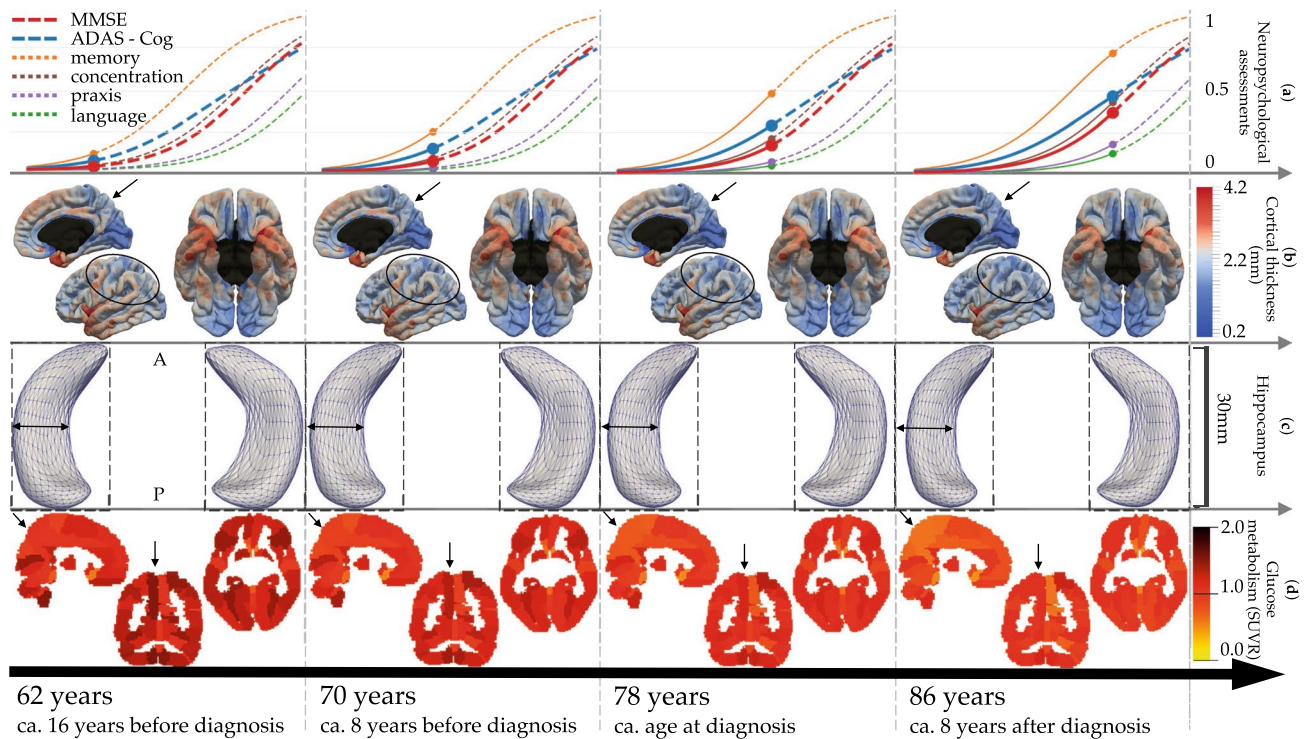 MMSE
ADAS - Cog
memory
concentration
praxis
language
1
0.5
0
Neuropsychological
assessments
(a)
4.2
2.2
0.2
Cortical thickness
(mm)
(b)
A
P
30mm
Hippocampus
(c)
2.0
1.0
0.0
Glucose
metabolism (SUVR)
(d)
62 years
ca. 16 years before diagnosis
70 years
ca. 8 years before diagnosis
78 years
ca. age at diagnosis
86 years
ca. 8 years after diagnosis